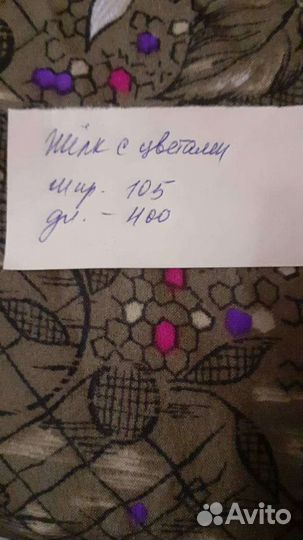 Шёлк с цветами
шир. 105
дл. - 400
Avito